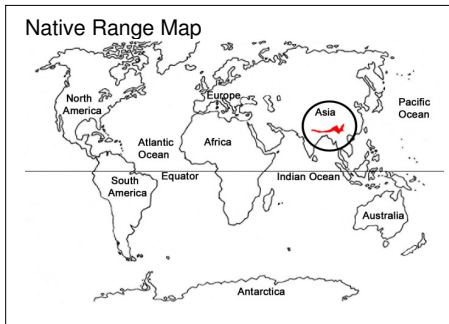 Native Range Map
North
America
Europe
Asia
Pacific
Ocean
Atlantic
Ocean
Africa
Equator
Indian Ocean
South
America
Australia
Antarctica